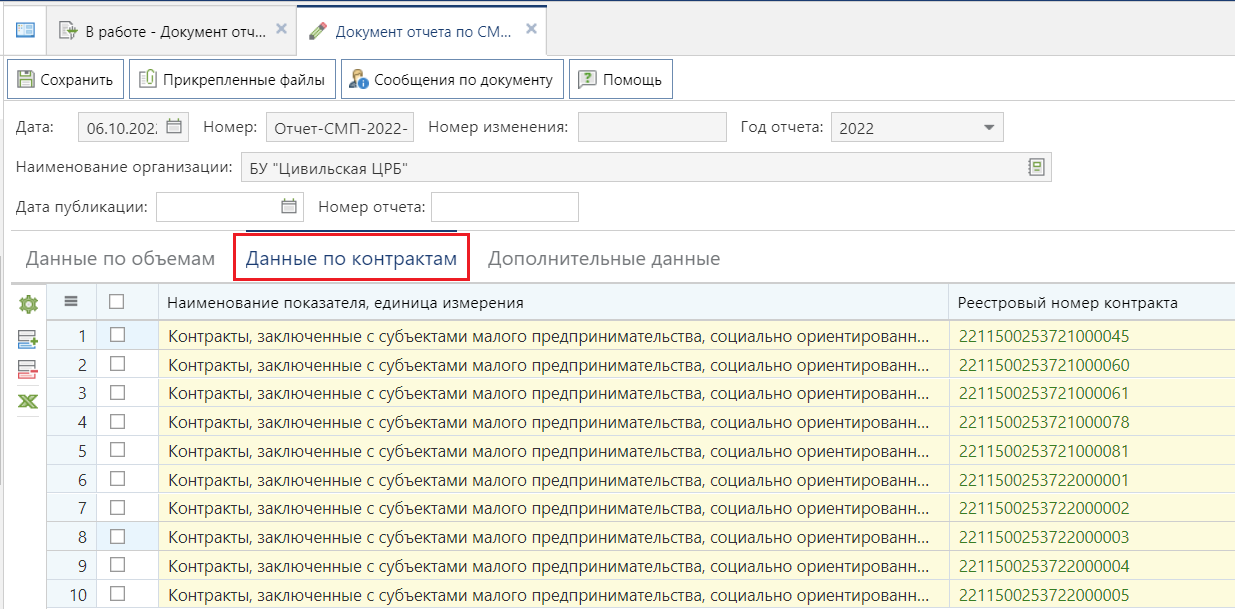 В работе - Документ отч... Документ отчета по СМ...
Сохранить Прикрепленные файлы Сообщения по документу Помощь
Дата: 06.10.202 Номер: Отчет-СМП-2022- Номер изменения: Год отчета: 2022
Наименование организации: БУ "Цивильская ЦРБ"
Дата публикации: Номер отчета:
Данные по объемам Данные по контрактам Дополнительные данные
Наименование показателя, единица измерения Реестровый номер контракта
1 Контракты, заключенные с субъектами малого предпринимательства, социально ориентированн... 2211500253721000045
2 Контракты, заключенные с субъектами малого предпринимательства, социально ориентированн... 2211500253721000060
3 Контракты, заключенные с субъектами малого предпринимательства, социально ориентированн... 2211500253721000061
4 Контракты, заключенные с субъектами малого предпринимательства, социально ориентированн... 2211500253721000078
5 Контракты, заключенные с субъектами малого предпринимательства, социально ориентированн... 2211500253721000081
6 Контракты, заключенные с субъектами малого предпринимательства, социально ориентированн... 2211500253722000001
7 Контракты, заключенные с субъектами малого предпринимательства, социально ориентированн... 2211500253722000002
8 Контракты, заключенные с субъектами малого предпринимательства, социально ориентированн... 2211500253722000003
9 Контракты, заключенные с субъектами малого предпринимательства, социально ориентированн... 2211500253722000004
10 Контракты, заключенные с субъектами малого предпринимательства, социально ориентированн... 2211500253722000005